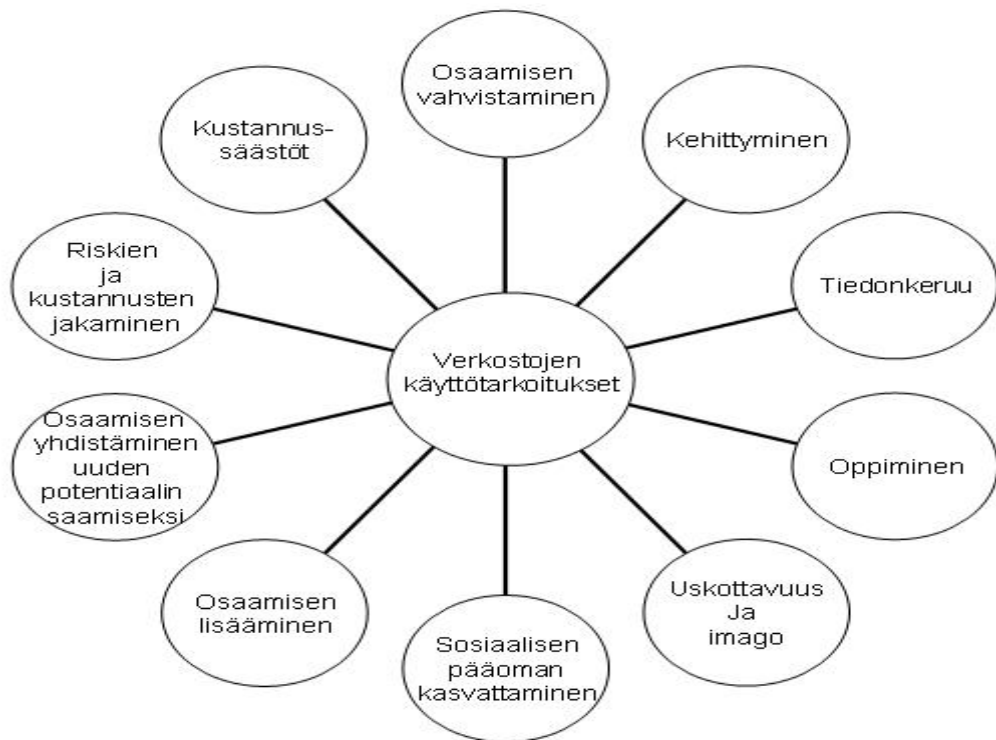 Osaamisen
vahvistaminen
Kehittyminen
Tiedonkeruu
Oppiminen
Uskottavuus
Ja
imago
Sosiaalisen
pääoman
kasvattaminen
Osaamisen
lisääminen
Osaamisen
yhdistäminen
uuden
potentiaalin
saamiseksi
Riskien
ja
kustannusten
jakaminen
Kustannus-
säästöt
Verkostojen
käyttötarkoitukset